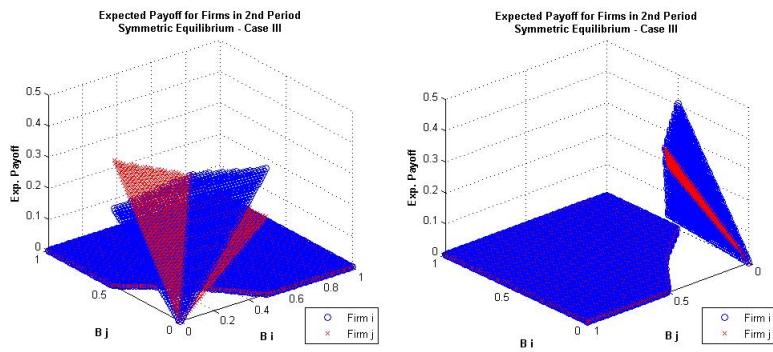 Expected Payoff for Firms in 2nd Period
Symmetric Equilibrium - Case III
0.5
0.4
0.3
0.2
0.1
0
Exp. Payoff
1
0.5
0
B j
0
0.2
0.4
0.6
0.8
1
B i
Firm i
Firm j
Expected Payoff for Firms in 2nd Period
Symmetric Equilibrium - Case III
0.5
0.4
0.3
0.2
0.1
0
Exp. Payoff
1
0.5
0
B i
1
0.5
0
B j
Firm i
Firm j